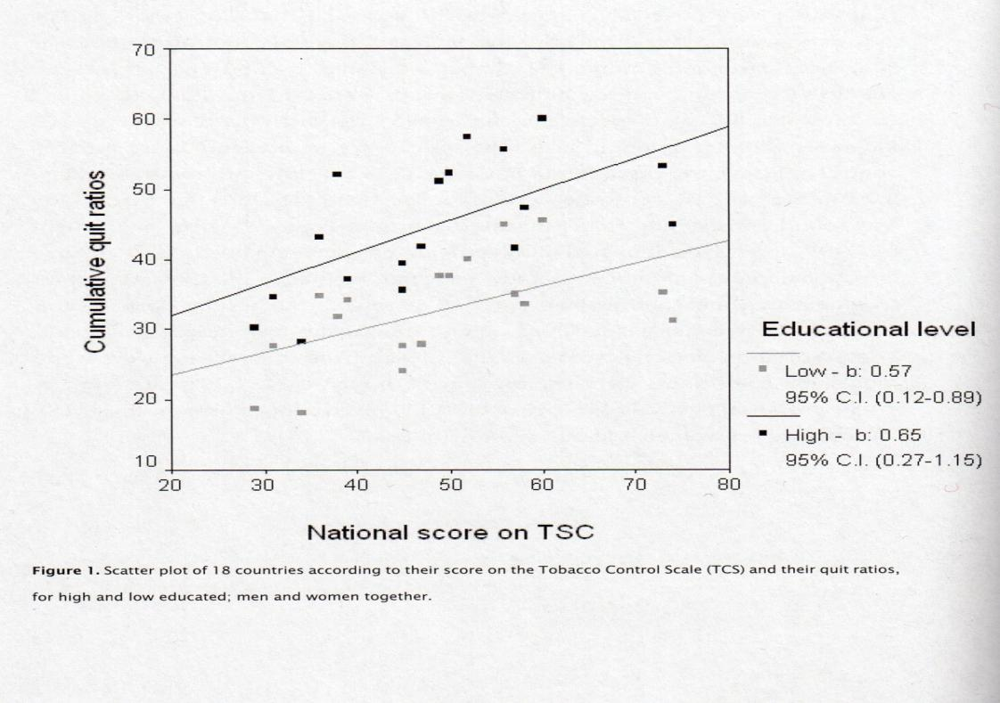 70
60
50
40
30
20
10
20 30 40 50 60 70 80
Cumulative quit ratios
National score on TSC
Educational level
Low - b: 0.57
95% C.I. (0.12-0.89)
High - b: 0.65
95% C.I. (0.27-1.15)
Figure 1. Scatter plot of 18 countries according to their score on the Tobacco Control Scale (TCS) and their quit ratios,
for high and low educated; men and women together.